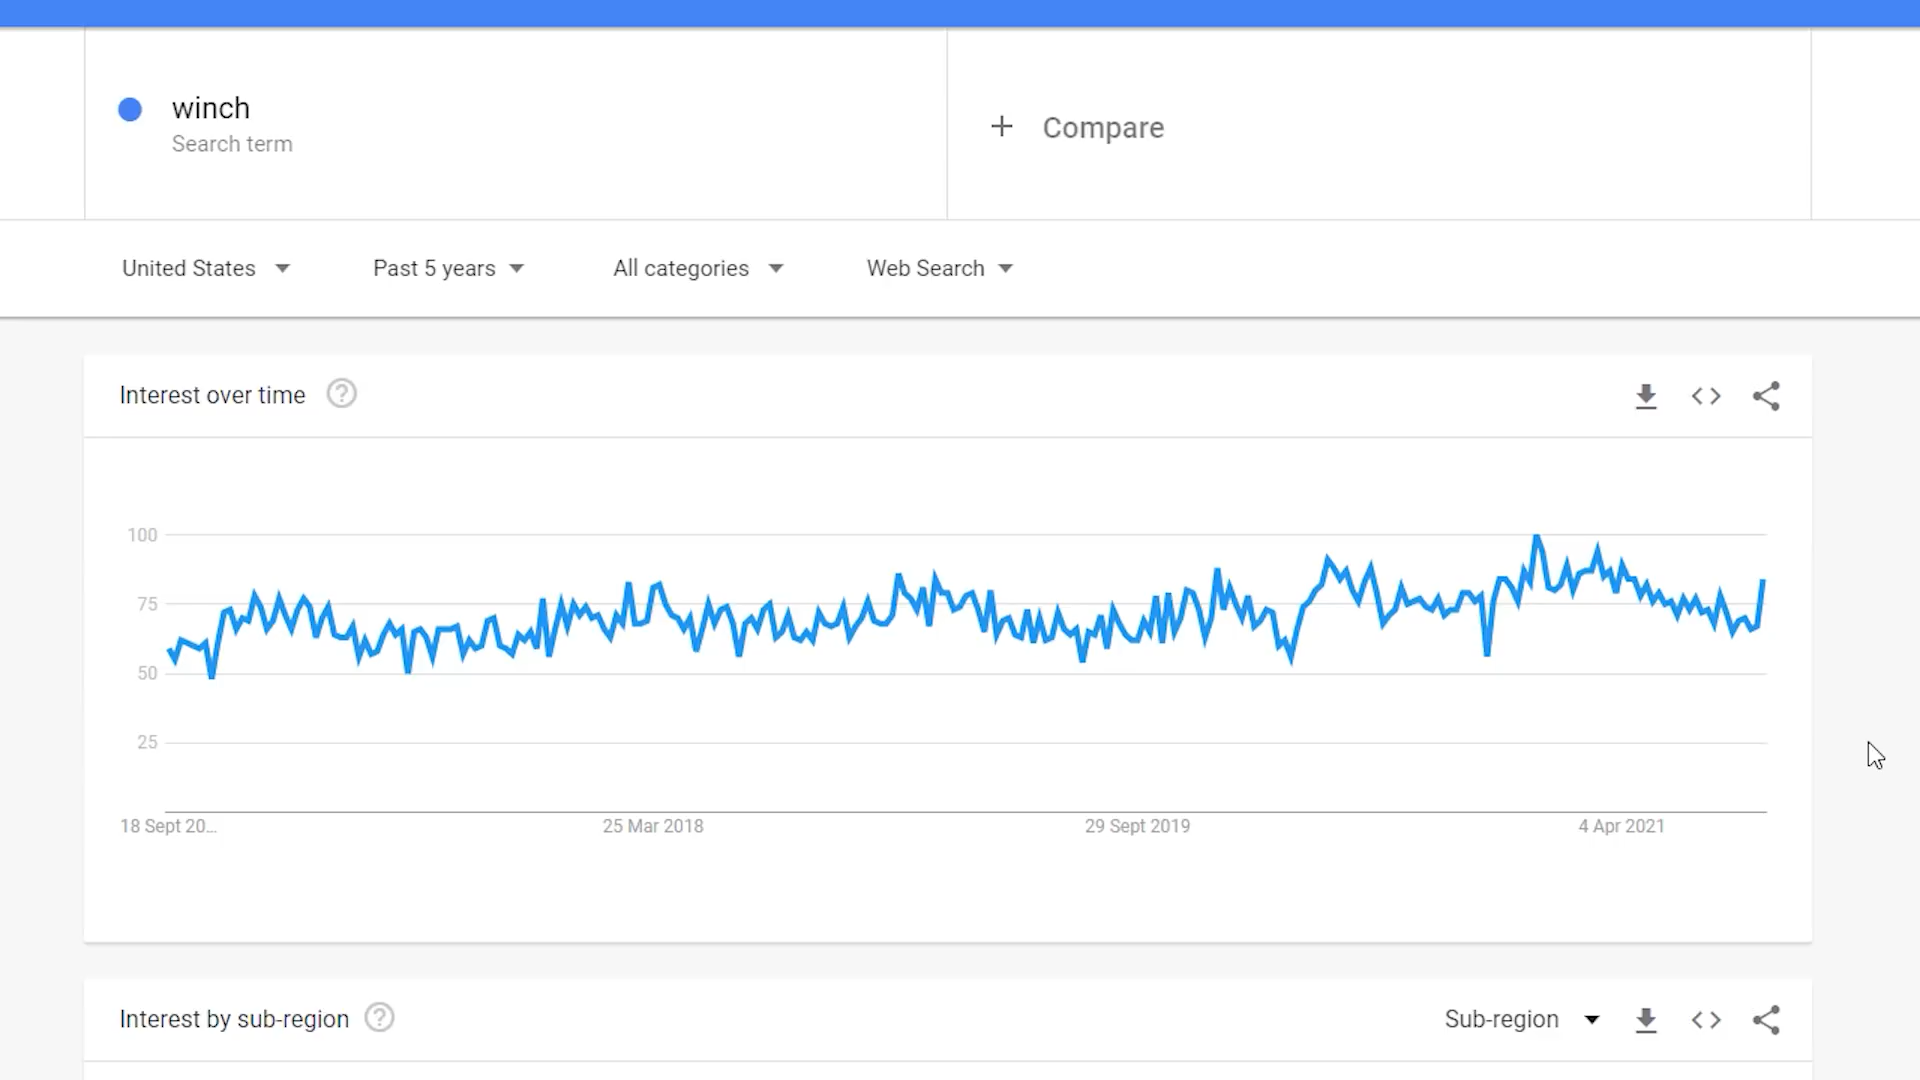 winch
Search term
+ Compare
United States
Past 5 years
All categories
Web Search
Interest over time
100
75
50
25
18 Sept 20...
25 Mar 2018
29 Sept 2019
4 Apr 2021
Interest by sub-region
Sub-region